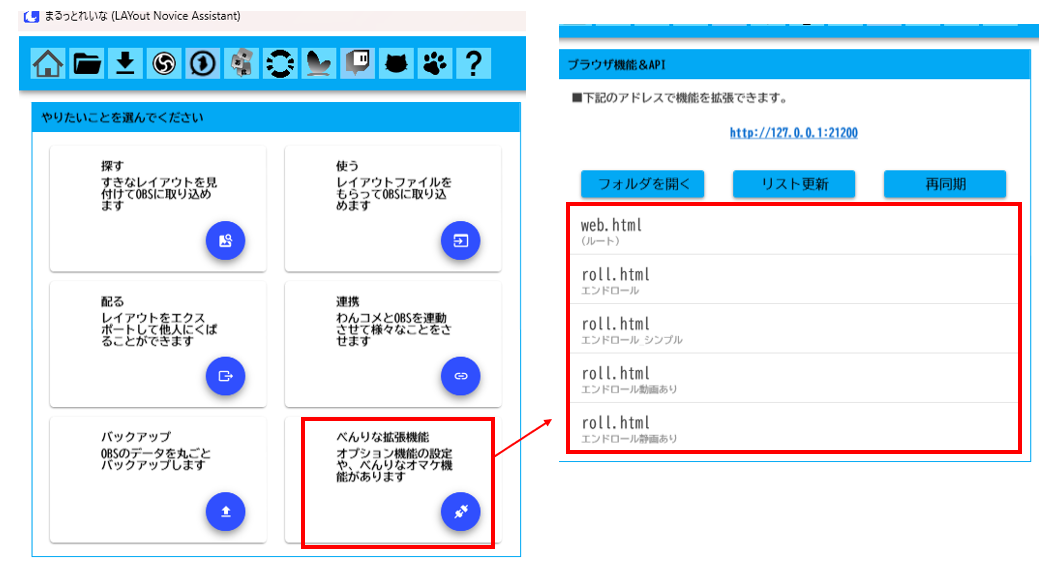 まるっとれいな (LAYout Novice Assistant)
やりたいことを選んでください
探す
すきなレイアウトを見
付けてOBSに取り込め
ます
使う
レイアウトファイルを
もらってOBSに取り込
めます
配る
レイアウトをエクス
ポートして他人にくば
ることができます
連携
わんコメとOBSを連動
させて様々なことをさ
せます
バックアップ
OBSのデータを丸ごと
バックアップします
べんりな拡張機能
オプション機能の設定
や、べんりなオマケ機
能があります
ブラウザ機能&API
■下記のアドレスで機能を拡張できます。
http://127.0.0.1:21200
フォルダを開く
リスト更新
再同期
web.html
(ルート)
roll.html
エンドロール
roll.html
エンドロール シンプル
roll.html
エンドロール動画あり
roll.html
エンドロール静画あり